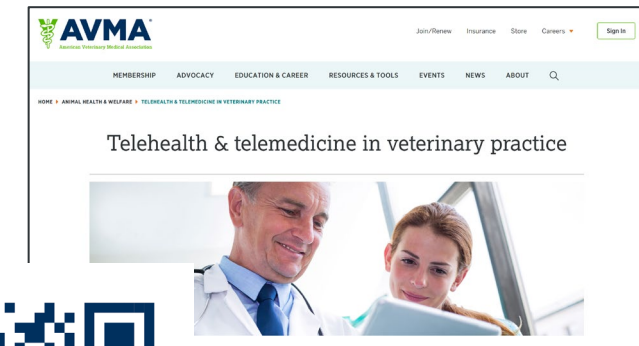 AVMA
American Veterinary Medical Association
Join/Renew Insurance Store Careers Sign In
MEMBERSHIP ADVOCACY EDUCATION & CAREER RESOURCES & TOOLS EVENTS NEWS ABOUT
HOME ANIMAL HEALTH & WELFARE TELEHEALTH & TELEMEDICINE IN VETERINARY PRACTICE
Telehealth & telemedicine in veterinary practice